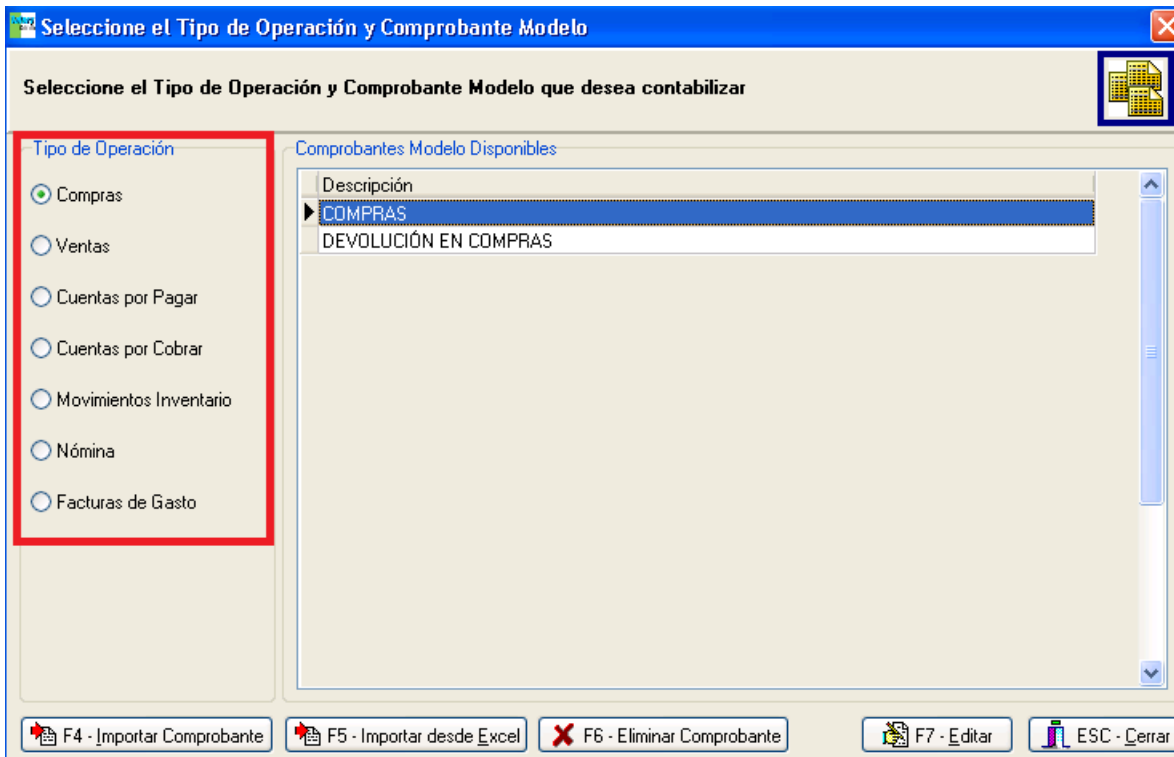 Seleccione el Tipo de Operación y Comprobante Modelo
Seleccione el Tipo de Operación y Comprobante Modelo que desea contabilizar
Tipo de Operación
Compras
Ventas
Cuentas por Pagar
Cuentas por Cobrar
Movimientos Inventario
Nómina
Facturas de Gasto
Comprobantes Modelo Disponibles
Descripción
COMPRAS
DEVOLUCIÓN EN COMPRAS
F4 - Importar Comprobante
F5 - Importar desde Excel
F6 - Eliminar Comprobante
F7 - Editar
ESC - Cerrar